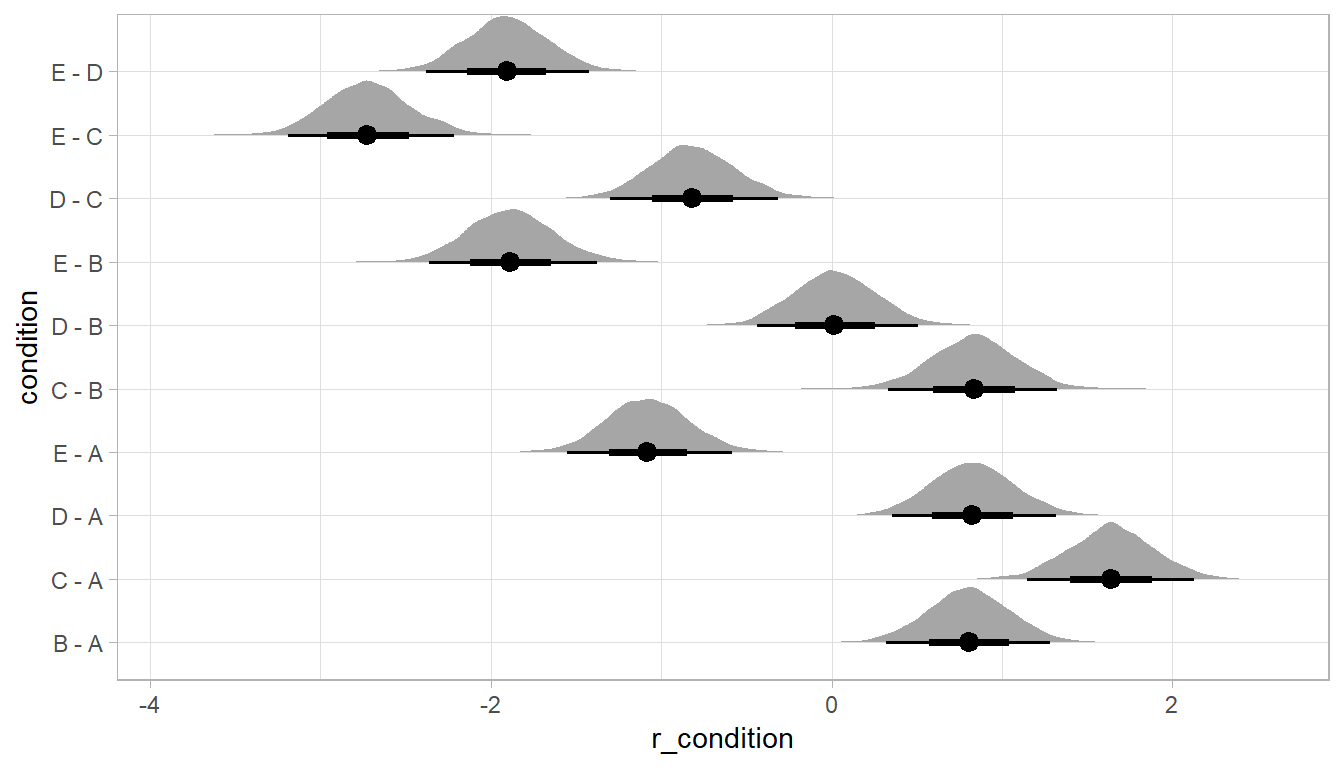 E - D
E - C
D - C
E - B
D - B
C - B
E - A
D - A
C - A
B - A
condition
-4 -2 0 2
r_condition